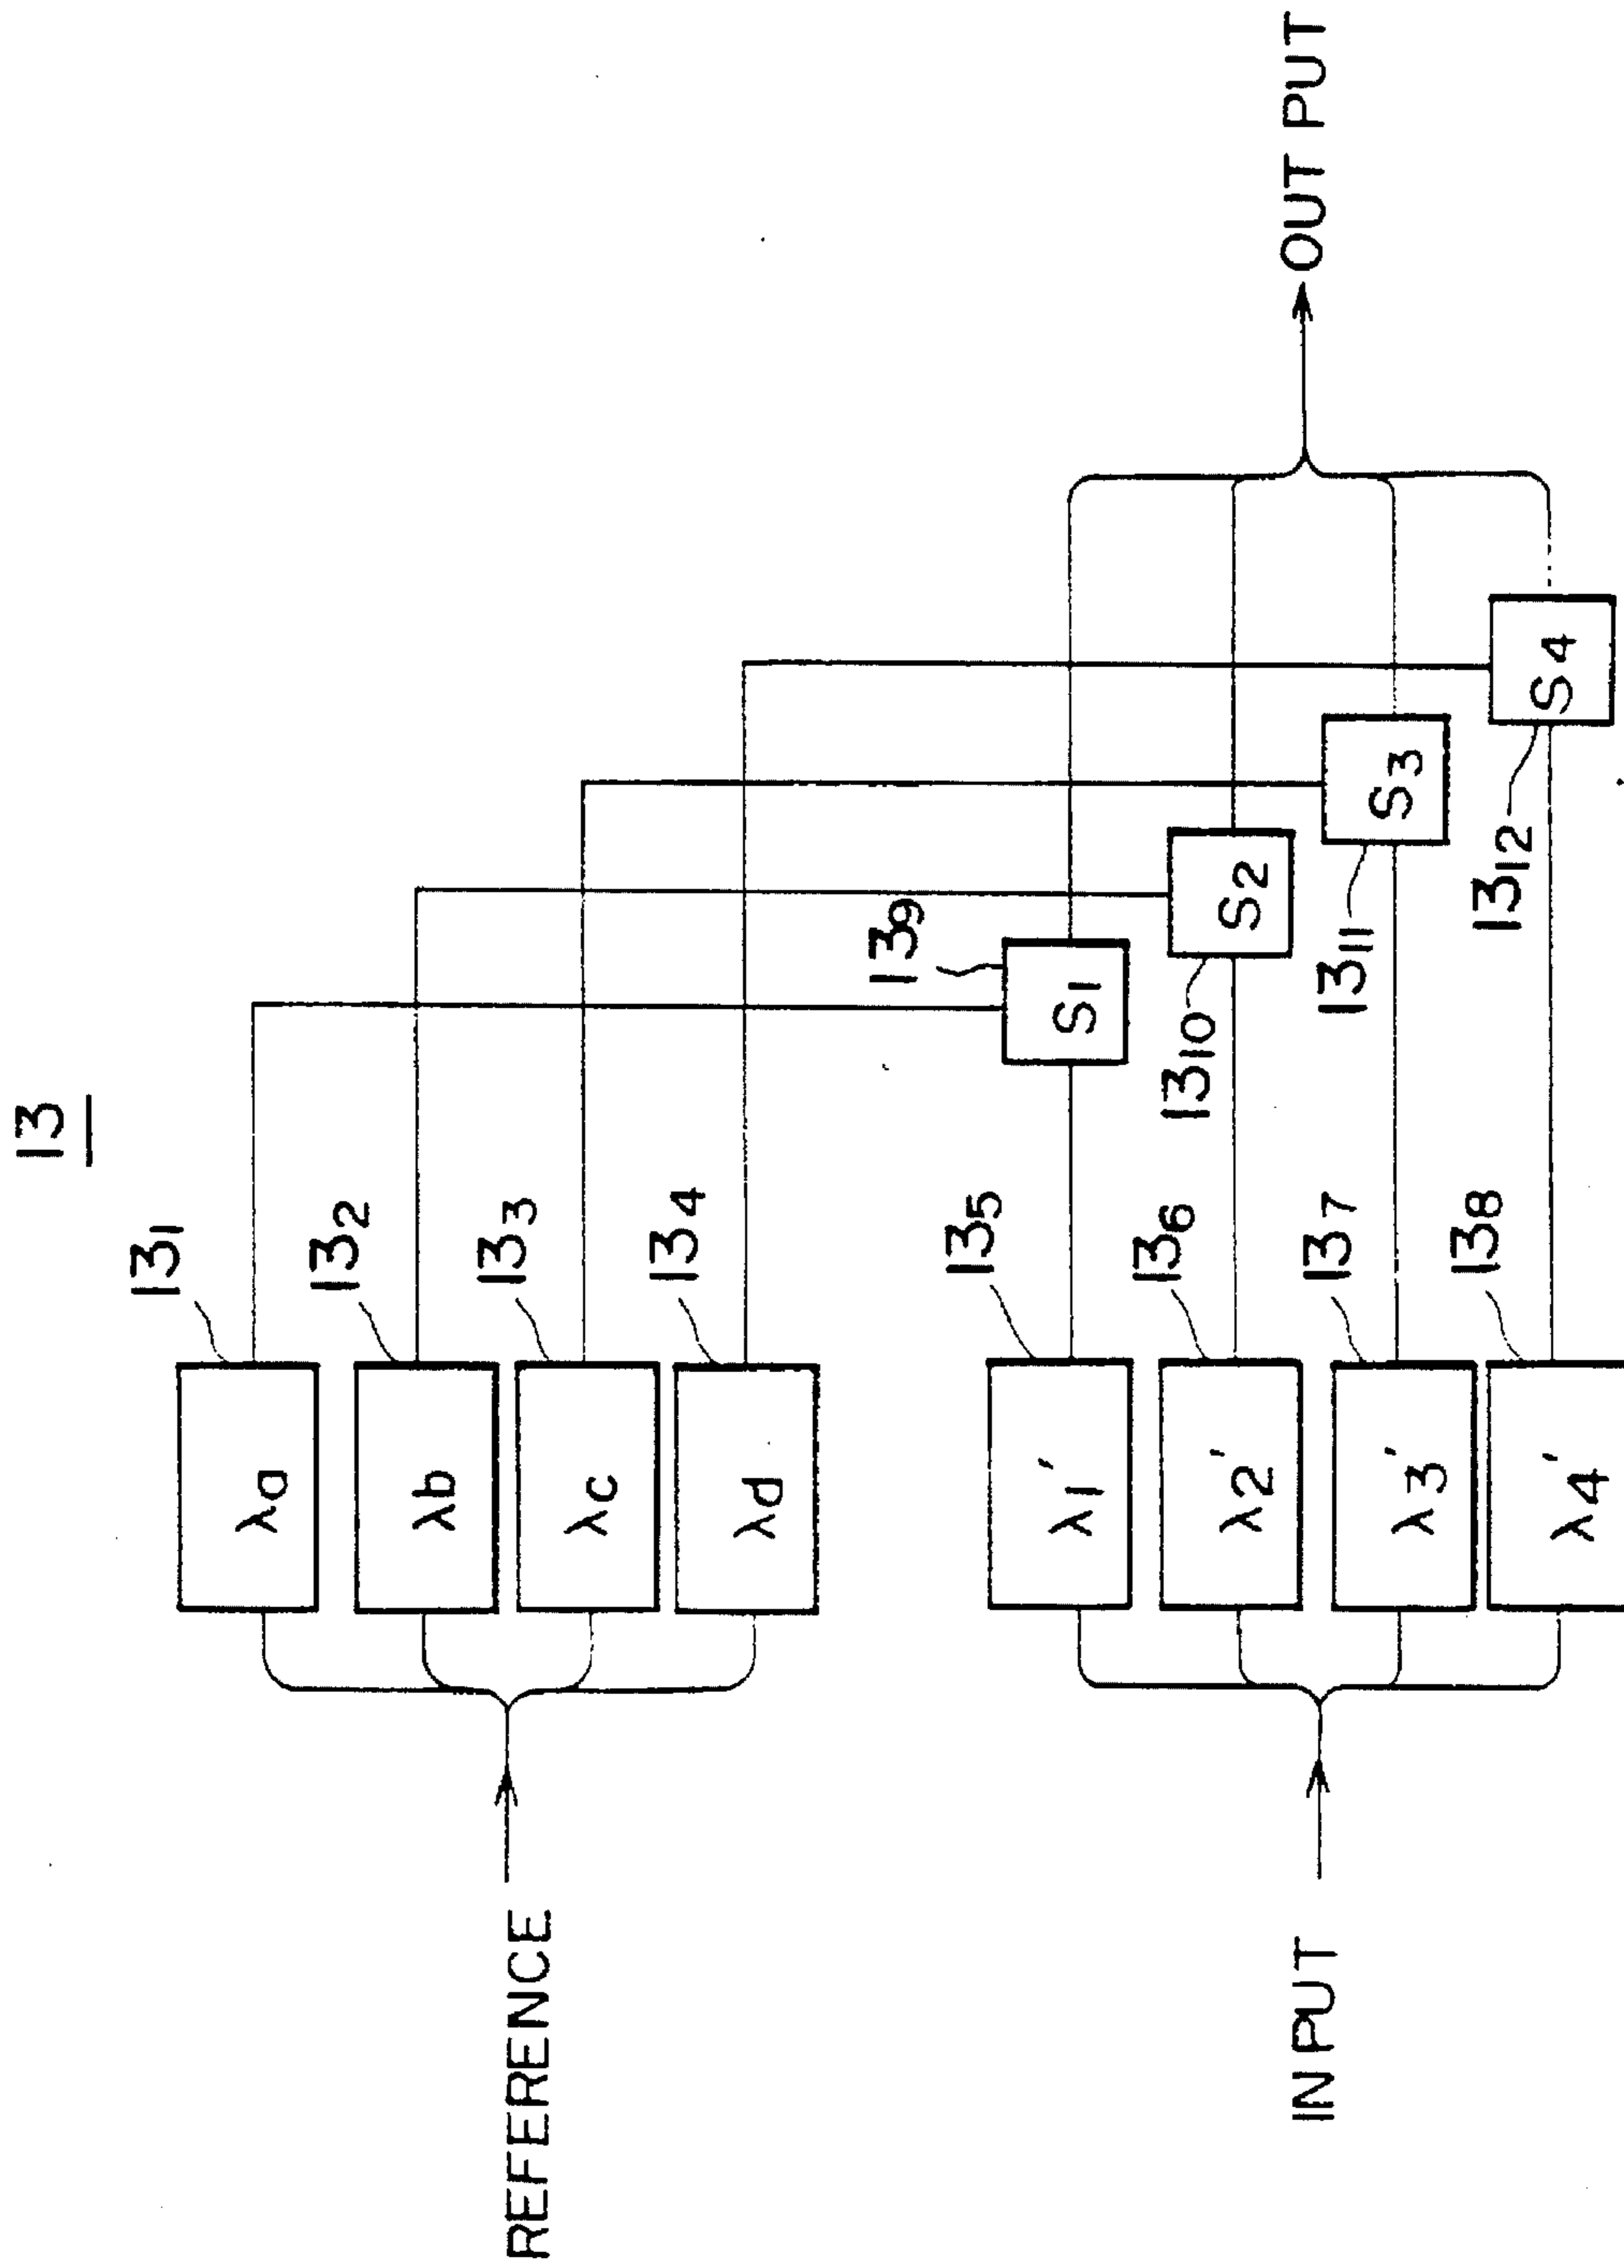 13
13₁
13₂
13₃
13₄
λa
λb
λc
λd
REFERENCE
13₅
13₆
13₇
13₈
λ1'
λ2'
λ3'
λ4'
INPUT
13₉
13₁₀
13₁₁
13₁₂
S1
S2
S3
S4
OUT PUT